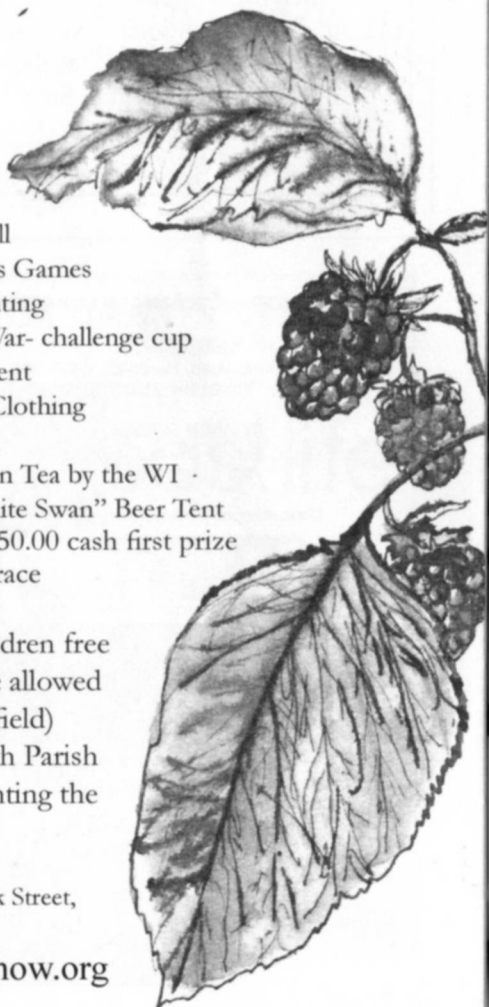 ll
s Games
ting
War- challenge cup
ent
Clothing
n Tea by the WI
ite Swan” Beer Tent
50.00 cash first prize
race
dren free
e allowed
field)
h Parish
nting the
k Street,
now.org